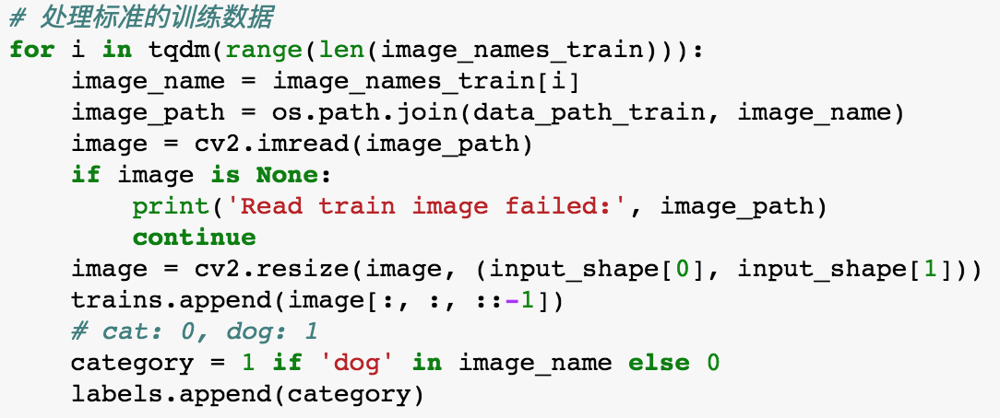 # 处理标准的训练数据
for i in tqdm(range(len(image_names_train))):
    image_name = image_names_train[i]
    image_path = os.path.join(data_path_train, image_name)
    image = cv2.imread(image_path)
    if image is None:
        print('Read train image failed:', image_path)
        continue
    image = cv2.resize(image, (input_shape[0], input_shape[1]))
    trains.append(image[:, :, ::-1])
    # cat: 0, dog: 1
    category = 1 if 'dog' in image_name else 0
    labels.append(category)